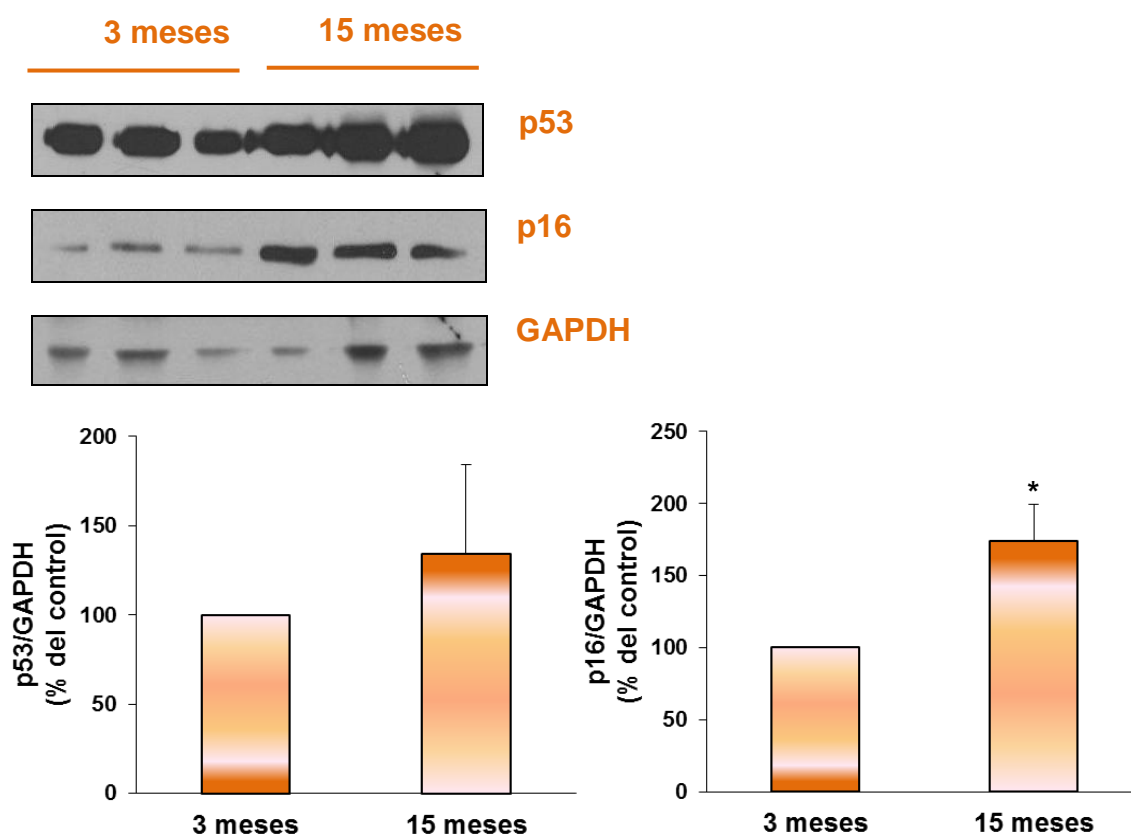 3 meses
15 meses
p53
p16
GAPDH
200
150
100
50
0
p53/GAPDH
(% del control)
3 meses
15 meses
250
200
150
100
50
0
p16/GAPDH
(% del control)
*
3 meses
15 meses